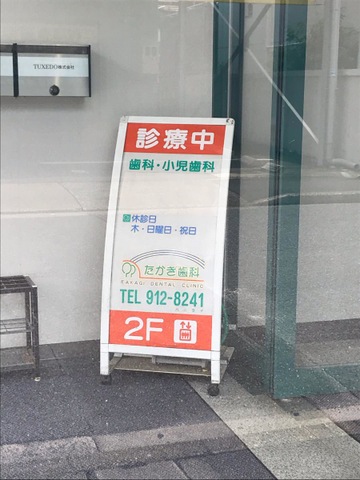 TUXEDO株式会社
診療中
歯科・小児歯科
休診日
木・日曜日・祝日
たかぎ歯科
TAKAGI DENTAL CLINIC
TEL 912-8241
2F